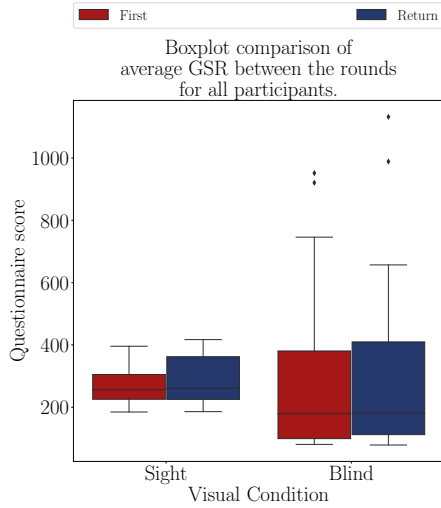 First Return
Boxplot comparison of
average GSR between the rounds
for all participants.
1000
800
600
400
200
Questionnaire score
Sight Blind
Visual Condition